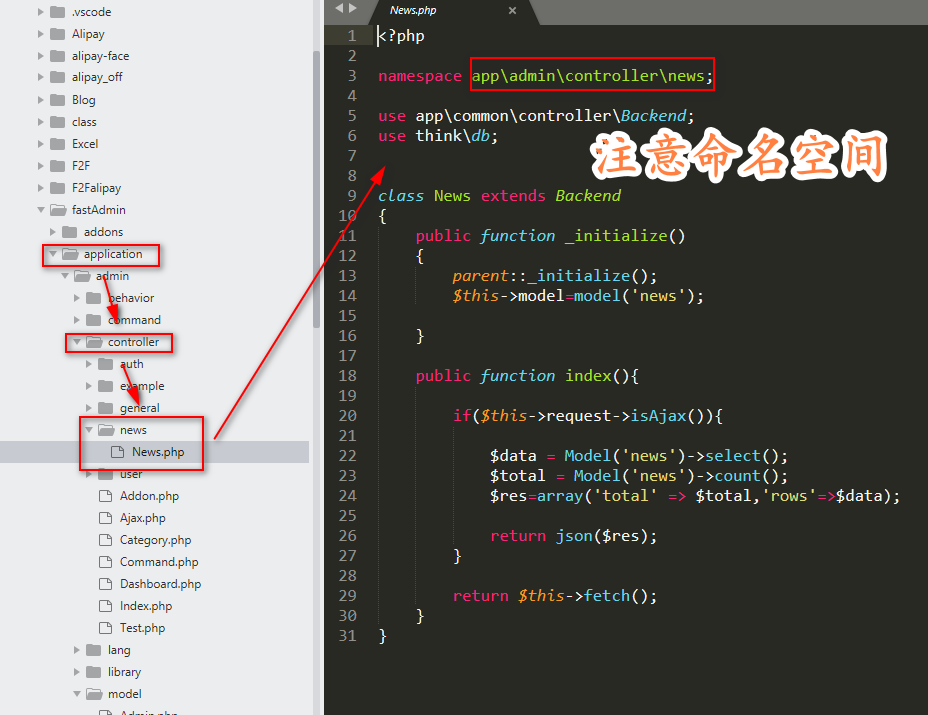 .vscode
Alipay
alipay-face
alipay_off
Blog
class
Excel
F2F
F2Falipay
fastAdmin
addons
application
admin
behavior
command
controller
auth
example
general
news
News.php
user
Addon.php
Ajax.php
Category.php
Command.php
Dashboard.php
Index.php
Test.php
lang
library
model
Admin.php
News.php ×
1 <?php
2
3 namespace app\admin\controller\news;
4
5 use app\common\controller\Backend;
6 use think\db;
7
8
9 class News extends Backend
10 {
11 public function _initialize()
12 {
13 parent::_initialize();
14 $this->model=model('news');
15
16 }
17
18 public function index(){
19
20 if($this->request->isAjax()){
21
22 $data = Model('news')->select();
23 $total = Model('news')->count();
24 $res=array('total' => $total,'rows'=>$data);
25
26 return json($res);
27 }
28
29 return $this->fetch();
30 }
31 }
注意命名空间